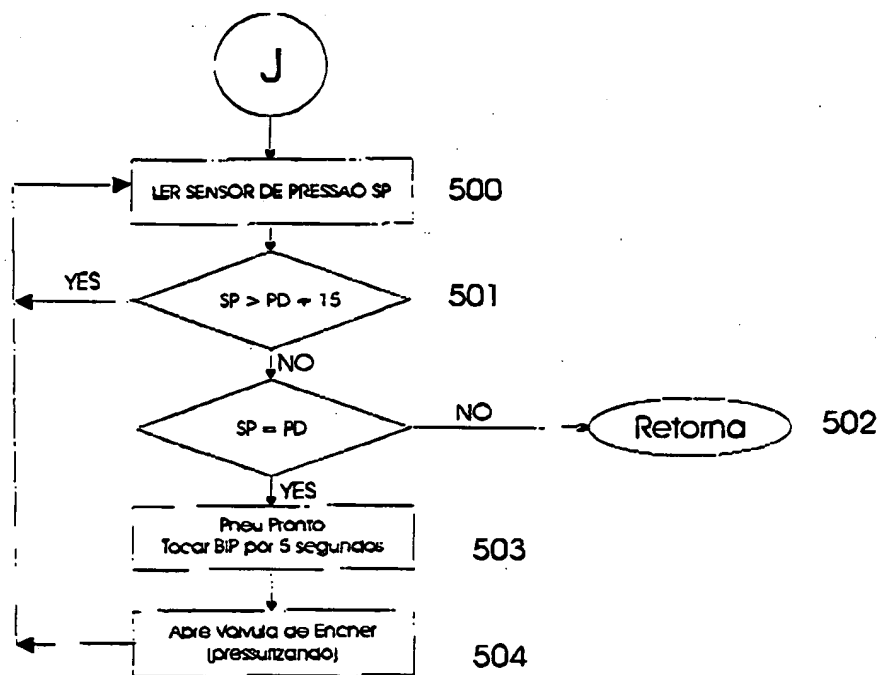 J
LER SENSOR DE PRESSAO SP
500
YES
SP > PD + 15
501
NO
SP = PD
NO
Retorna
502
YES
Pneu Pronto
Tocar BIP por 5 segundos
503
Abre Valvula de Encher
(pressurizando)
504